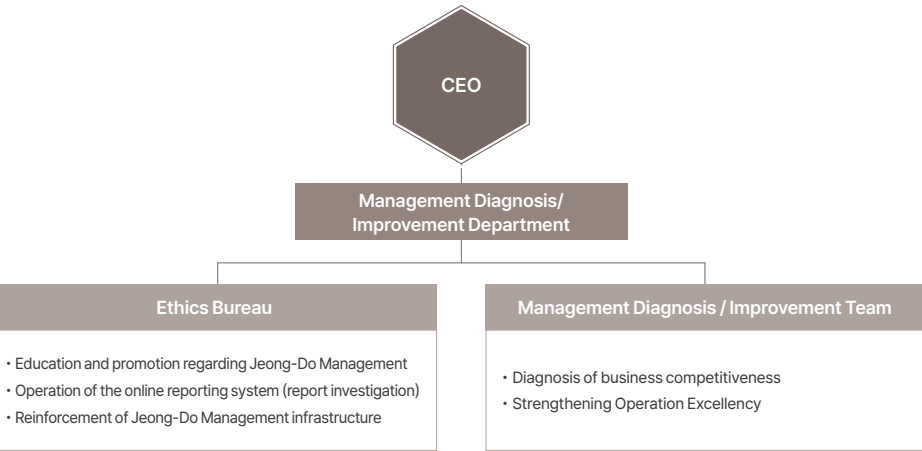 CEO
Management Diagnosis/
Improvement Department
Ethics Bureau
• Education and promotion regarding Jeong-Do Management
• Operation of the online reporting system (report investigation)
• Reinforcement of Jeong-Do Management infrastructure
Management Diagnosis / Improvement Team
• Diagnosis of business competitiveness
• Strengthening Operation Excellency